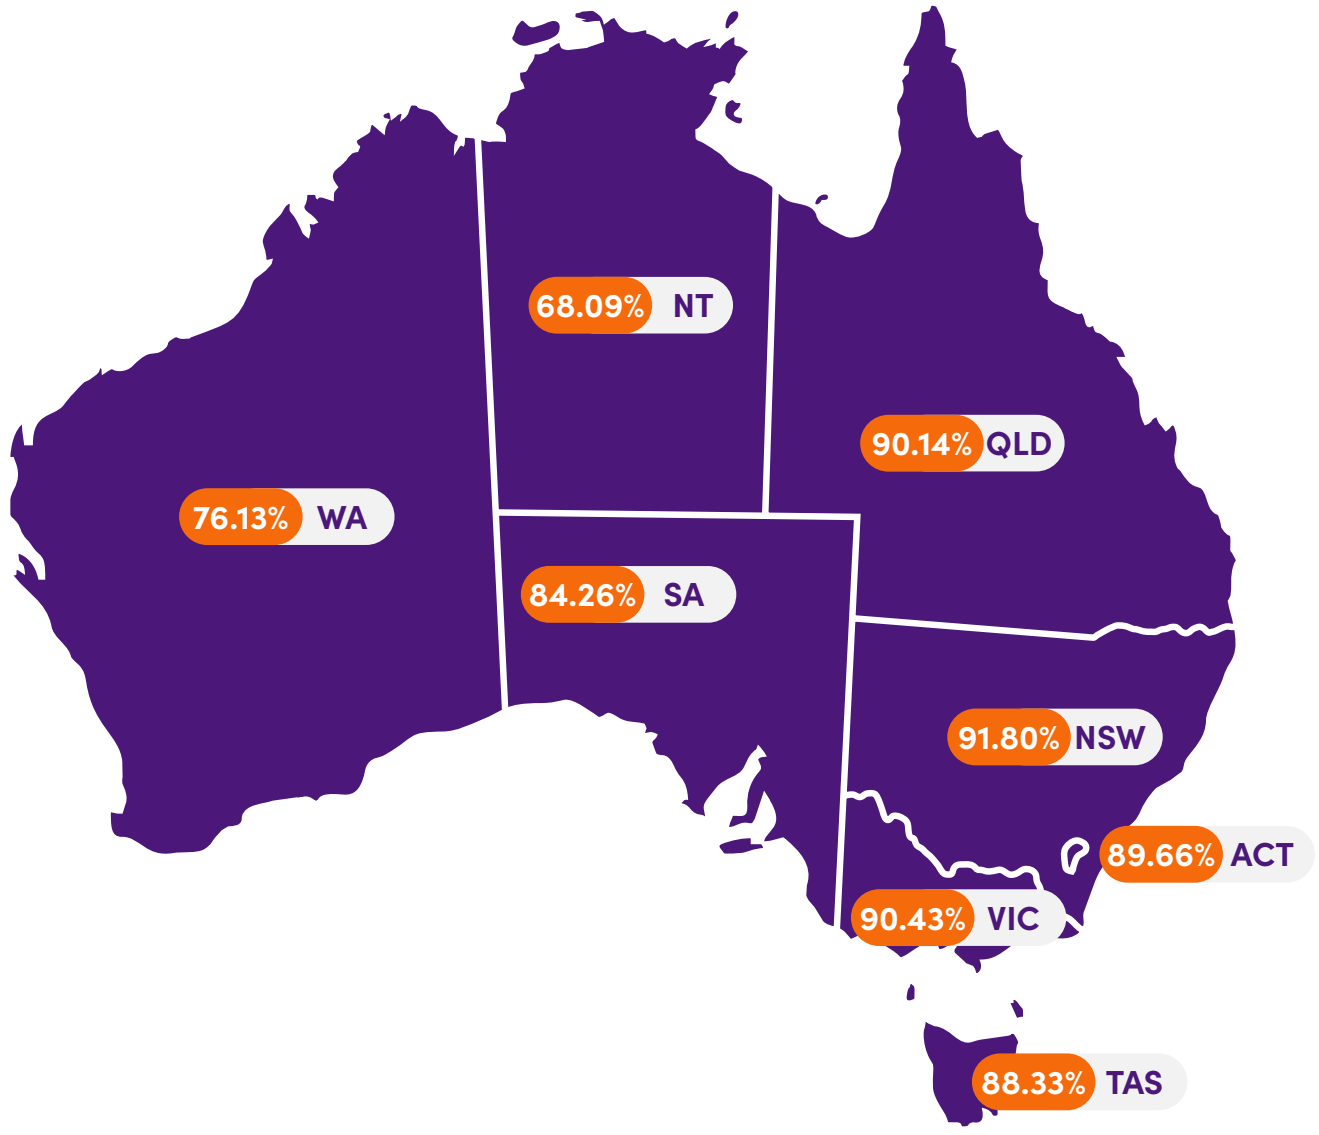 68.09% NT
90.14% QLD
76.13% WA
84.26% SA
91.80% NSW
89.66% ACT
90.43% VIC
88.33% TAS